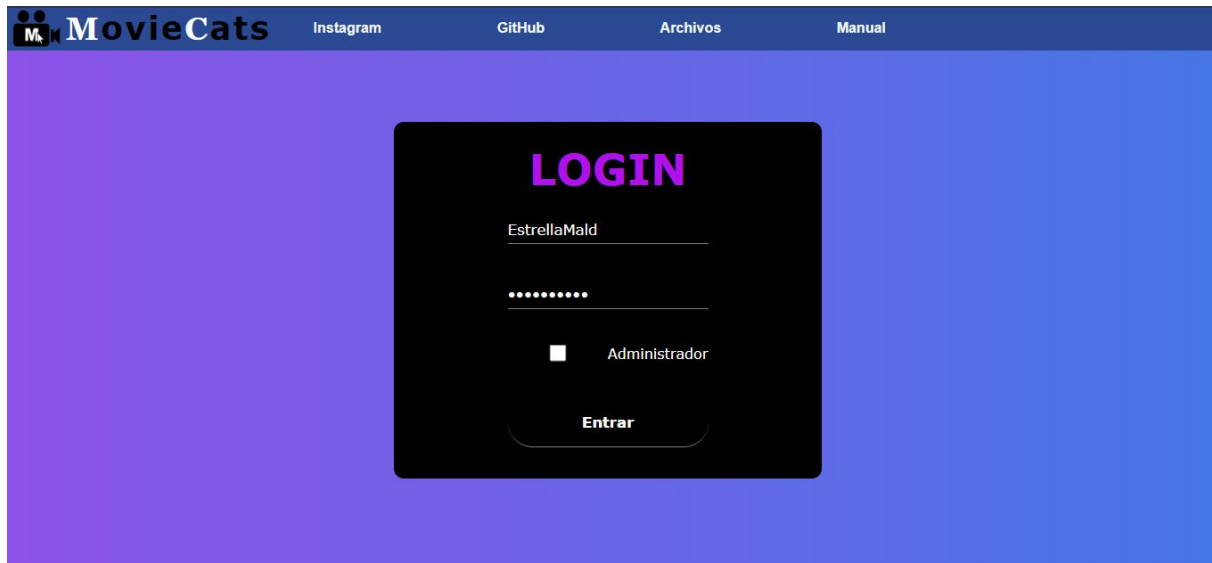 M MovieCats Instagram GitHub Archivos Manual
LOGIN
EstrellaMald
••••••••••
Administrador
Entrar